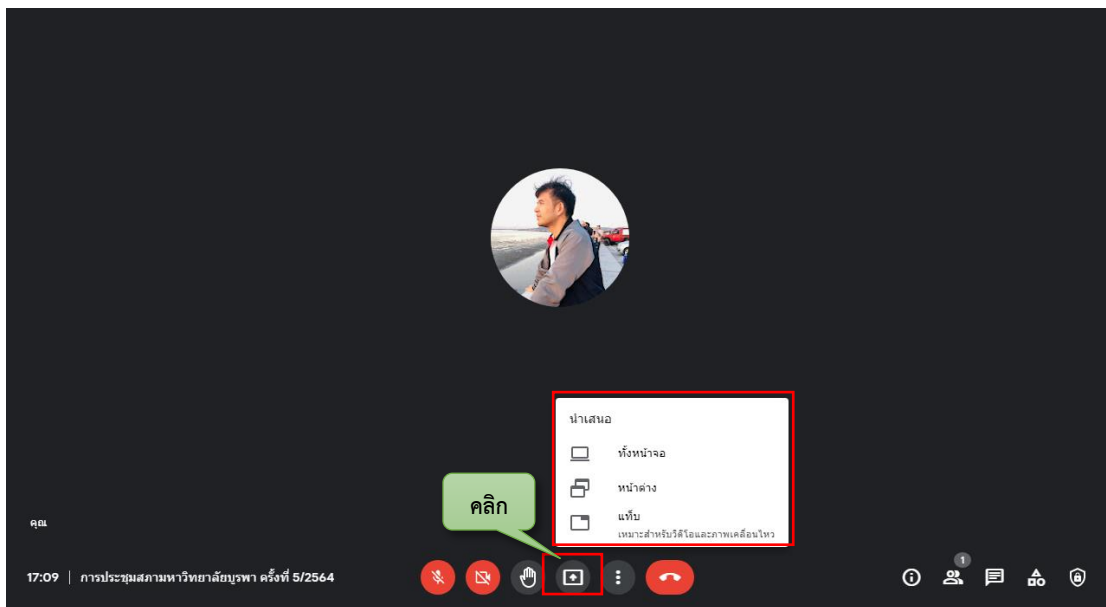 นำเสนอ
ทั้งหน้าจอ
หน้าต่าง
แท็บ
เหมาะสำหรับวิดีโอและภาพเคลื่อนไหว
คลิก
คุณ
17:09 | การประชุมสภามหาวิทยาลัยบูรพา ครั้งที่ 5/2564
1